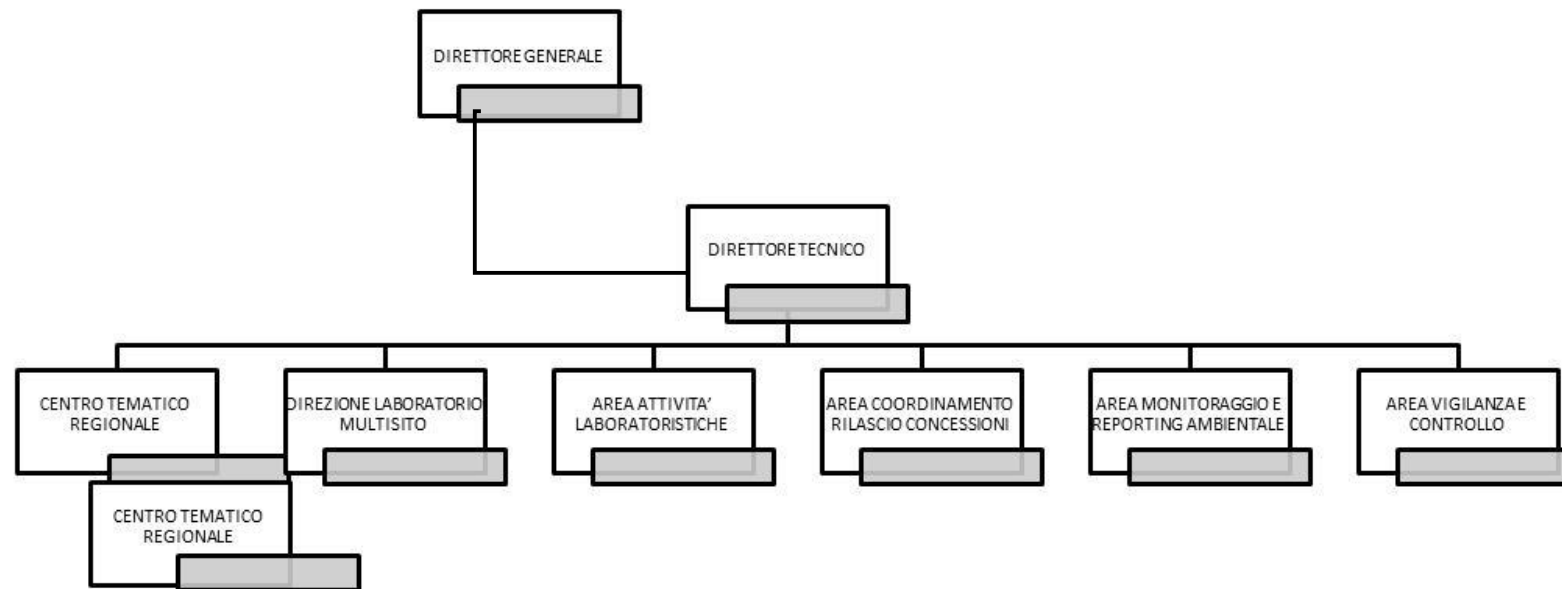 DIRETTORE GENERALE
DIRETTORE TECNICO
CENTRO TEMATICO
REGIONALE
DIREZIONE LABORATORIO
MULTISITO
AREA ATTIVITA'
LABORATORISTICHE
AREA COORDINAMENTO
RILASCIO CONCESSIONI
AREA MONITORAGGIO E
REPORTING AMBIENTALE
AREA VIGILANZA E
CONTROLLO
CENTRO TEMATICO
REGIONALE